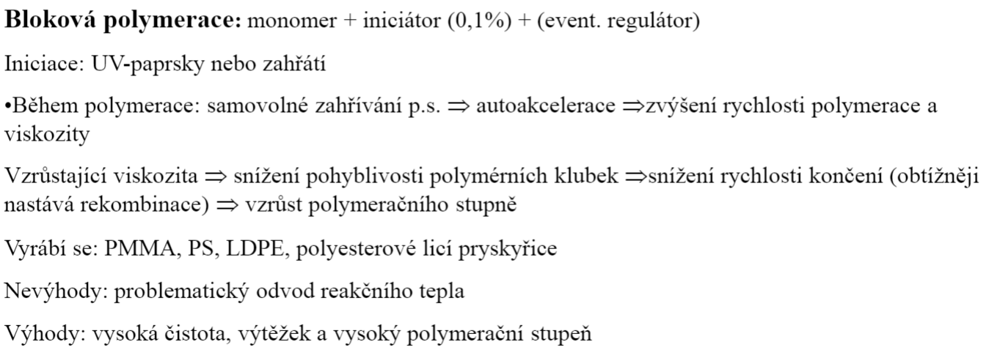 Bloková polymerace: monomer + iniciátor (0,1%) + (event. regulátor)
Iniciace: UV-paprsky nebo zahřátí
•Během polymerace: samovolné zahřívání p.s. ⇒ autoakcelerace ⇒zvýšení rychlosti polymerace a
viskozity
Vzrůstající viskozita ⇒ snížení pohyblivosti polymérních klubek ⇒snížení rychlosti končení (obtížněji
nastává rekombinace) ⇒ vzrůst polymeračního stupně
Vyrábí se: PMMA, PS, LDPE, polyesterové licí pryskyřice
Nevýhody: problematický odvod reakčního tepla
Výhody: vysoká čistota, výtěžek a vysoký polymerační stupeň